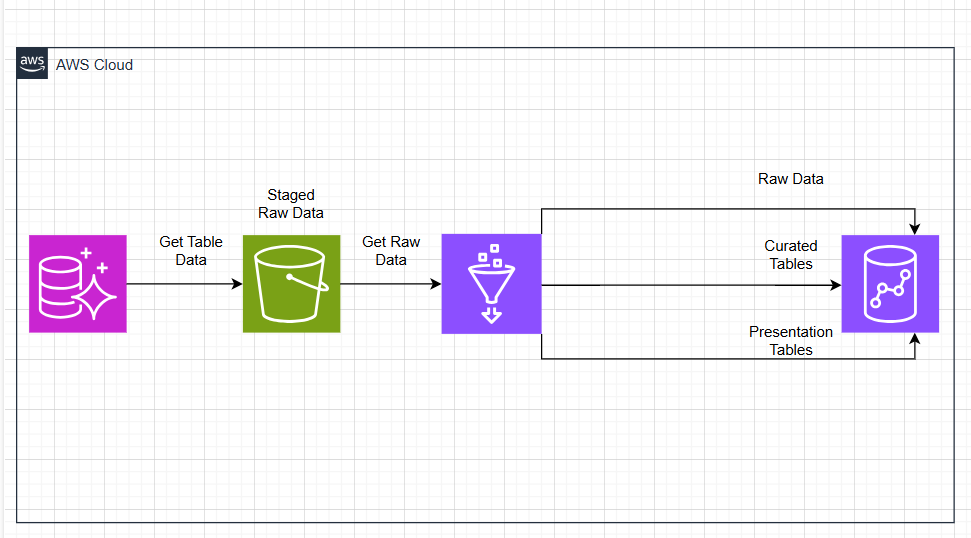 aws
AWS Cloud
Staged
Raw Data
Get Table
Data
Get Raw
Data
Raw Data
Curated
Tables
Presentation
Tables